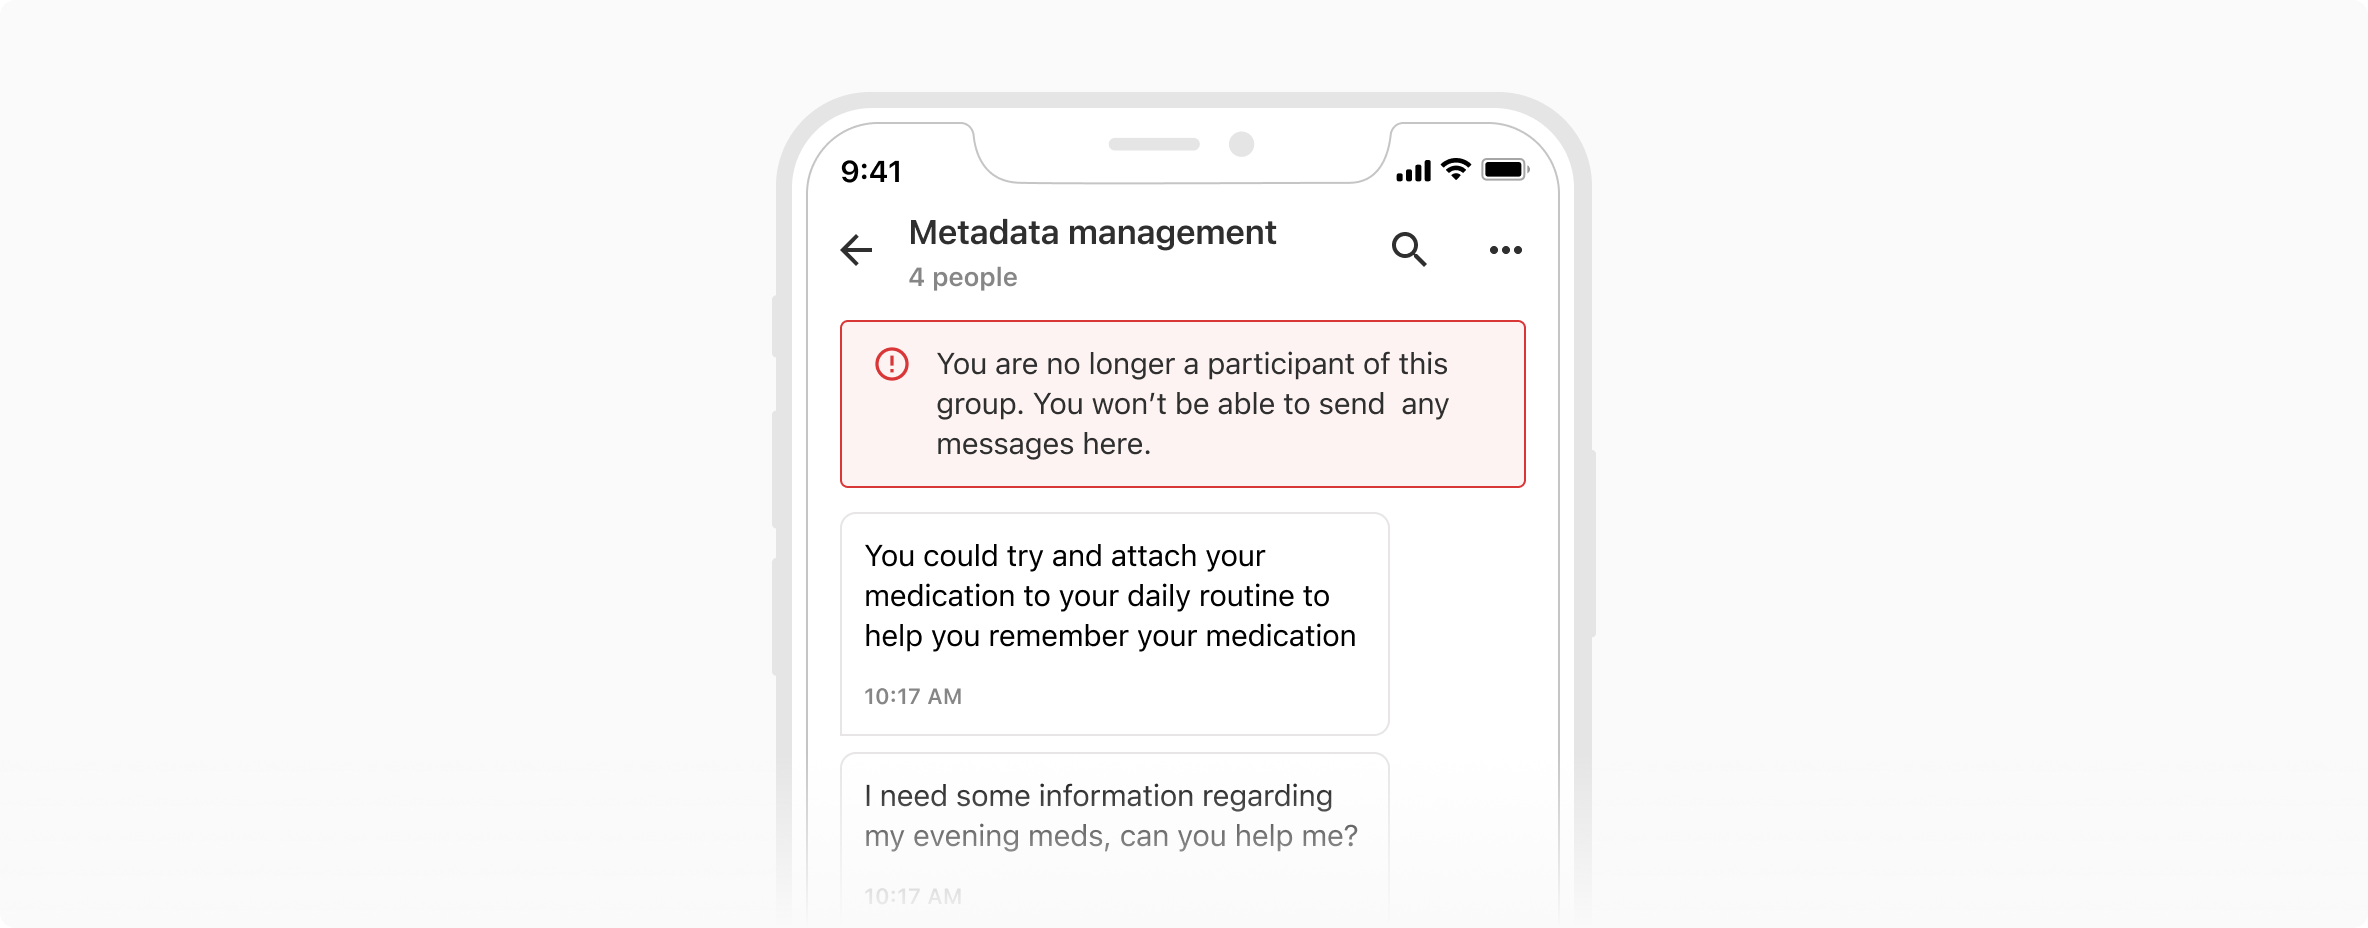 9:41
Metadata management
4 people
You are no longer a participant of this
group. You won’t be able to send  any
messages here.
You could try and attach your
medication to your daily routine to
help you remember your medication
10:17 AM
I need some information regarding
my evening meds, can you help me?
10:17 AM